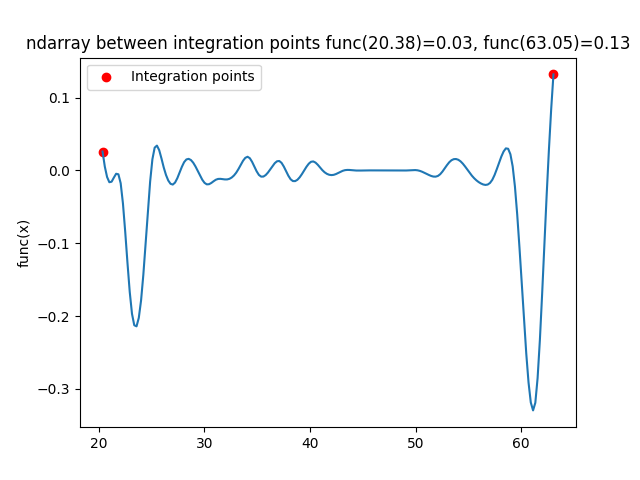 ndarray between integration points func(20.38)=0.03, func(63.05)=0.13
Integration points
func(x)
0.1
0.0
−0.1
−0.2
−0.3
20 30 40 50 60